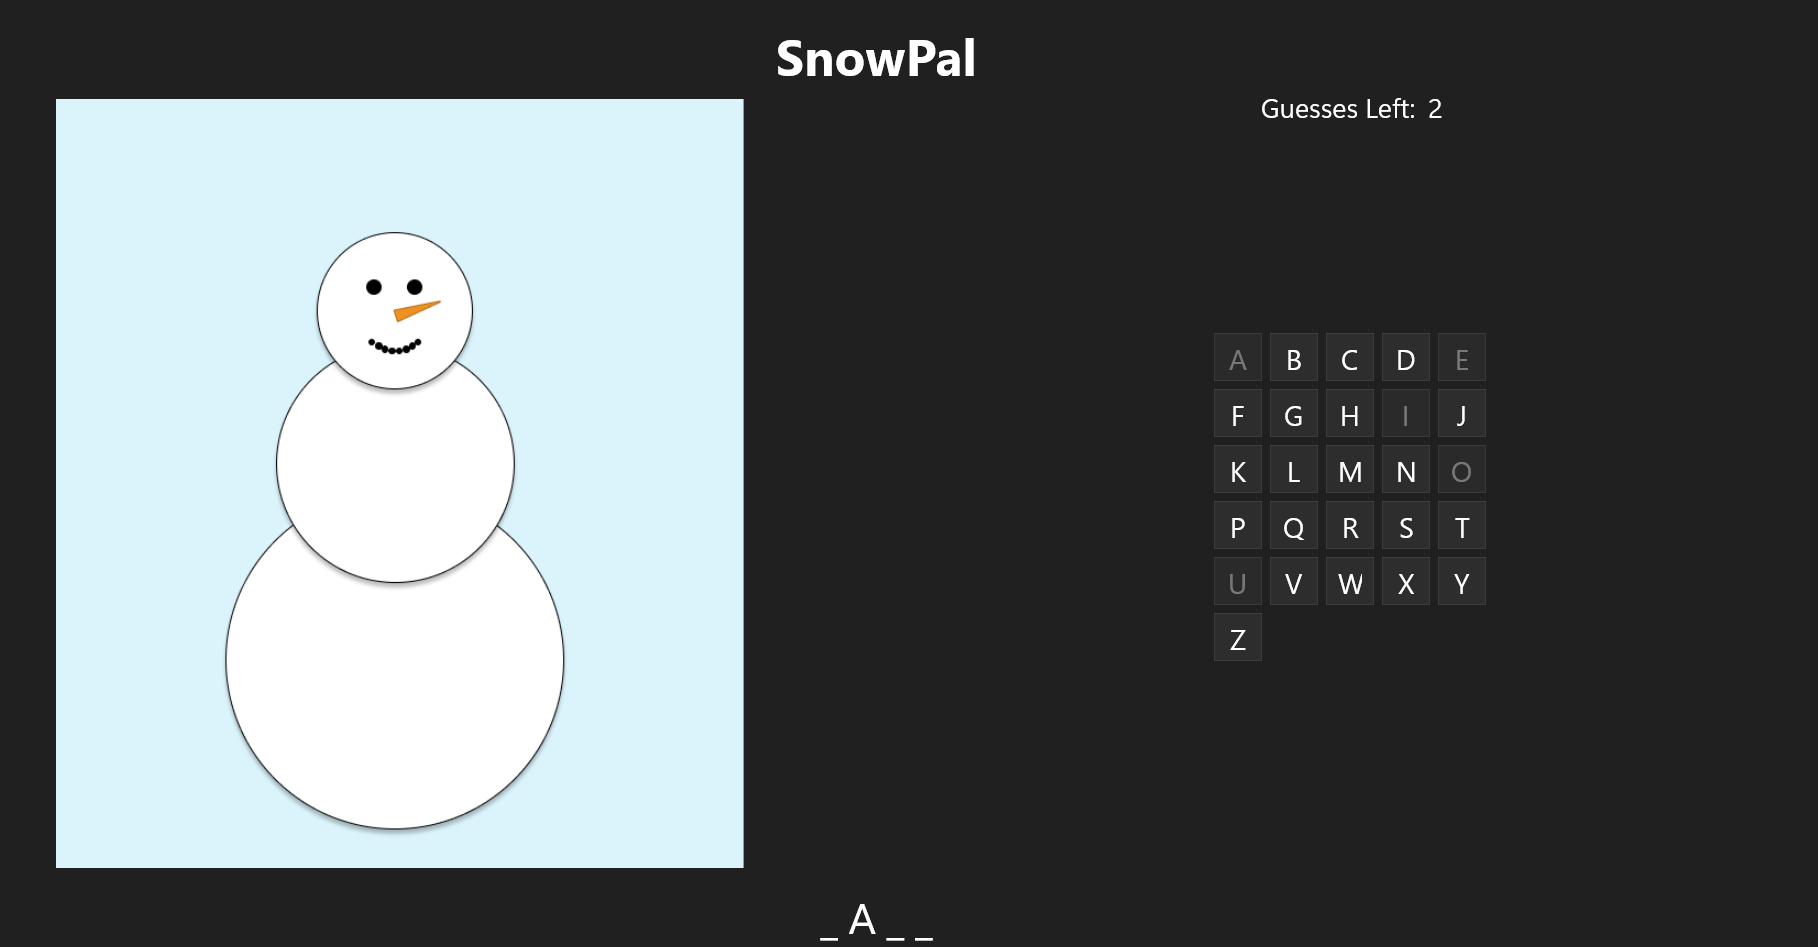 SnowPal
Guesses Left: 2
A B C D E
F G H I J
K L M N O
P Q R S T
U V W X Y
Z
_ A _ _